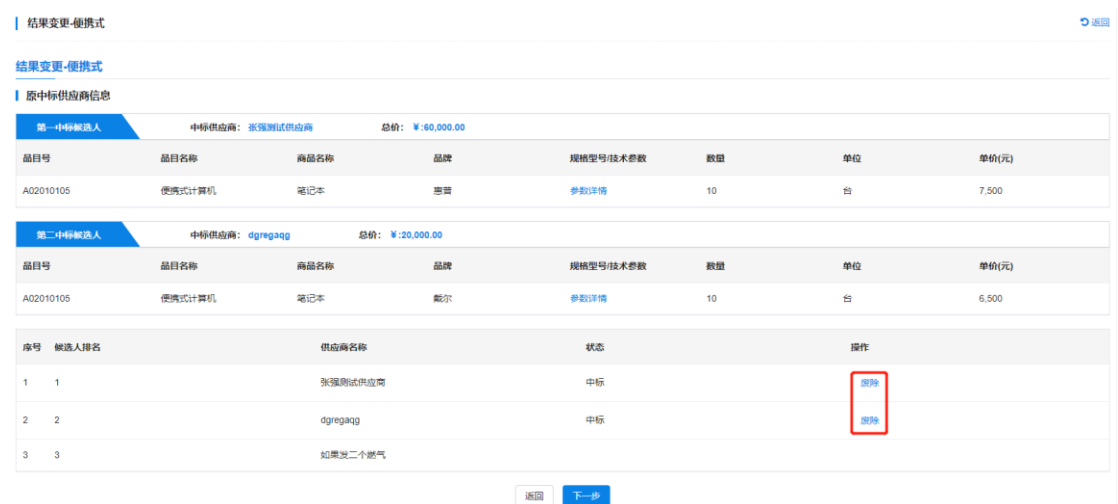 结果变更-便携式 返回
结果变更-便携式
原中标供应商信息
第一中标候选人 中标供应商: 张强测试供应商 总价: ¥:60,000.00
品目号 品目名称 商品名称 品牌 规格型号/技术参数 数量 单位 单价(元)
A02010105 便携式计算机 笔记本 惠普 参数详情 10 台 7,500
第二中标候选人 中标供应商: dgregaqg 总价: ¥:20,000.00
品目号 品目名称 商品名称 品牌 规格型号/技术参数 数量 单位 单价(元)
A02010105 便携式计算机 笔记本 戴尔 参数详情 10 台 6,500
序号 候选人排名 供应商名称 状态 操作
1 1 张强测试供应商 中标 废除
2 2 dgregaqg 中标 废除
3 3 如果发二个燃气
返回 下一步